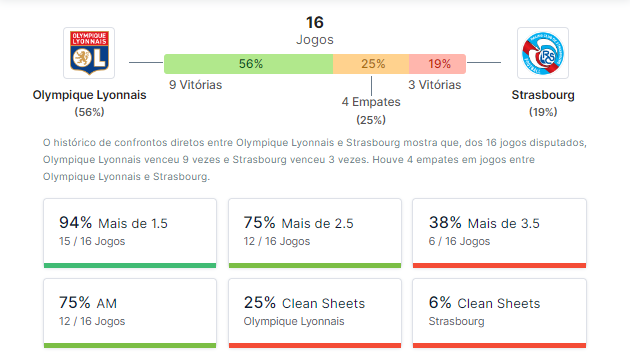 16
Jogos
OLYMPIQUE
LYONNAIS
OL
56%
25%
19%
9 Vitórias
3 Vitórias
4 Empates
(25%)
Olympique Lyonnais
(56%)
Strasbourg
(19%)
O histórico de confrontos diretos entre Olympique Lyonnais e Strasbourg mostra que, dos 16 jogos disputados,
Olympique Lyonnais venceu 9 vezes e Strasbourg venceu 3 vezes. Houve 4 empates em jogos entre
Olympique Lyonnais e Strasbourg.
94% Mais de 1.5
15 / 16 Jogos
75% Mais de 2.5
12 / 16 Jogos
38% Mais de 3.5
6 / 16 Jogos
75% AM
12 / 16 Jogos
25% Clean Sheets
Olympique Lyonnais
6% Clean Sheets
Strasbourg